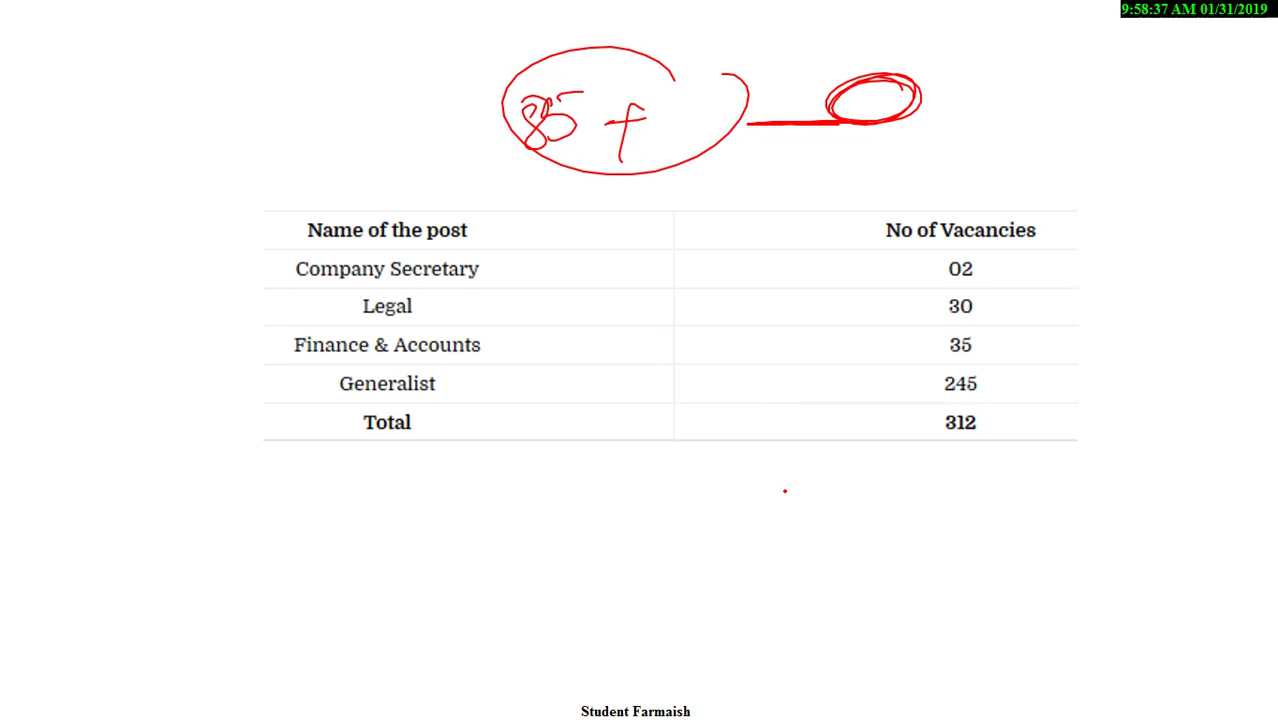 9:58:37 AM 01/31/2019
85 +
Name of the post No of Vacancies
Company Secretary 02
Legal 30
Finance & Accounts 35
Generalist 245
Total 312
Student Farmaish